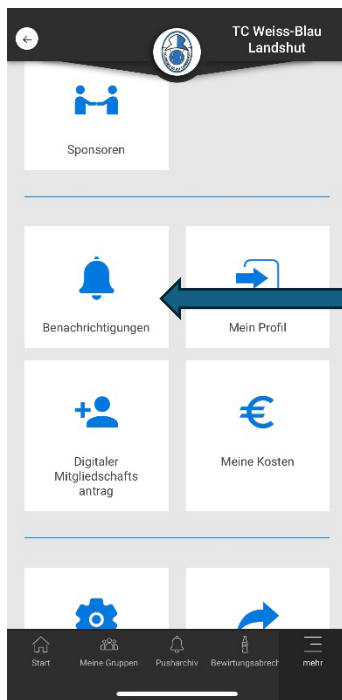 TC Weiss-Blau
Landshut
Sponsoren
Benachrichtigungen
Mein Profil
Digitaler
Mitgliedschafts
antrag
Meine Kosten
Start
Meine Gruppen
Pusharchiv
Bewirtungsabrech
mehr